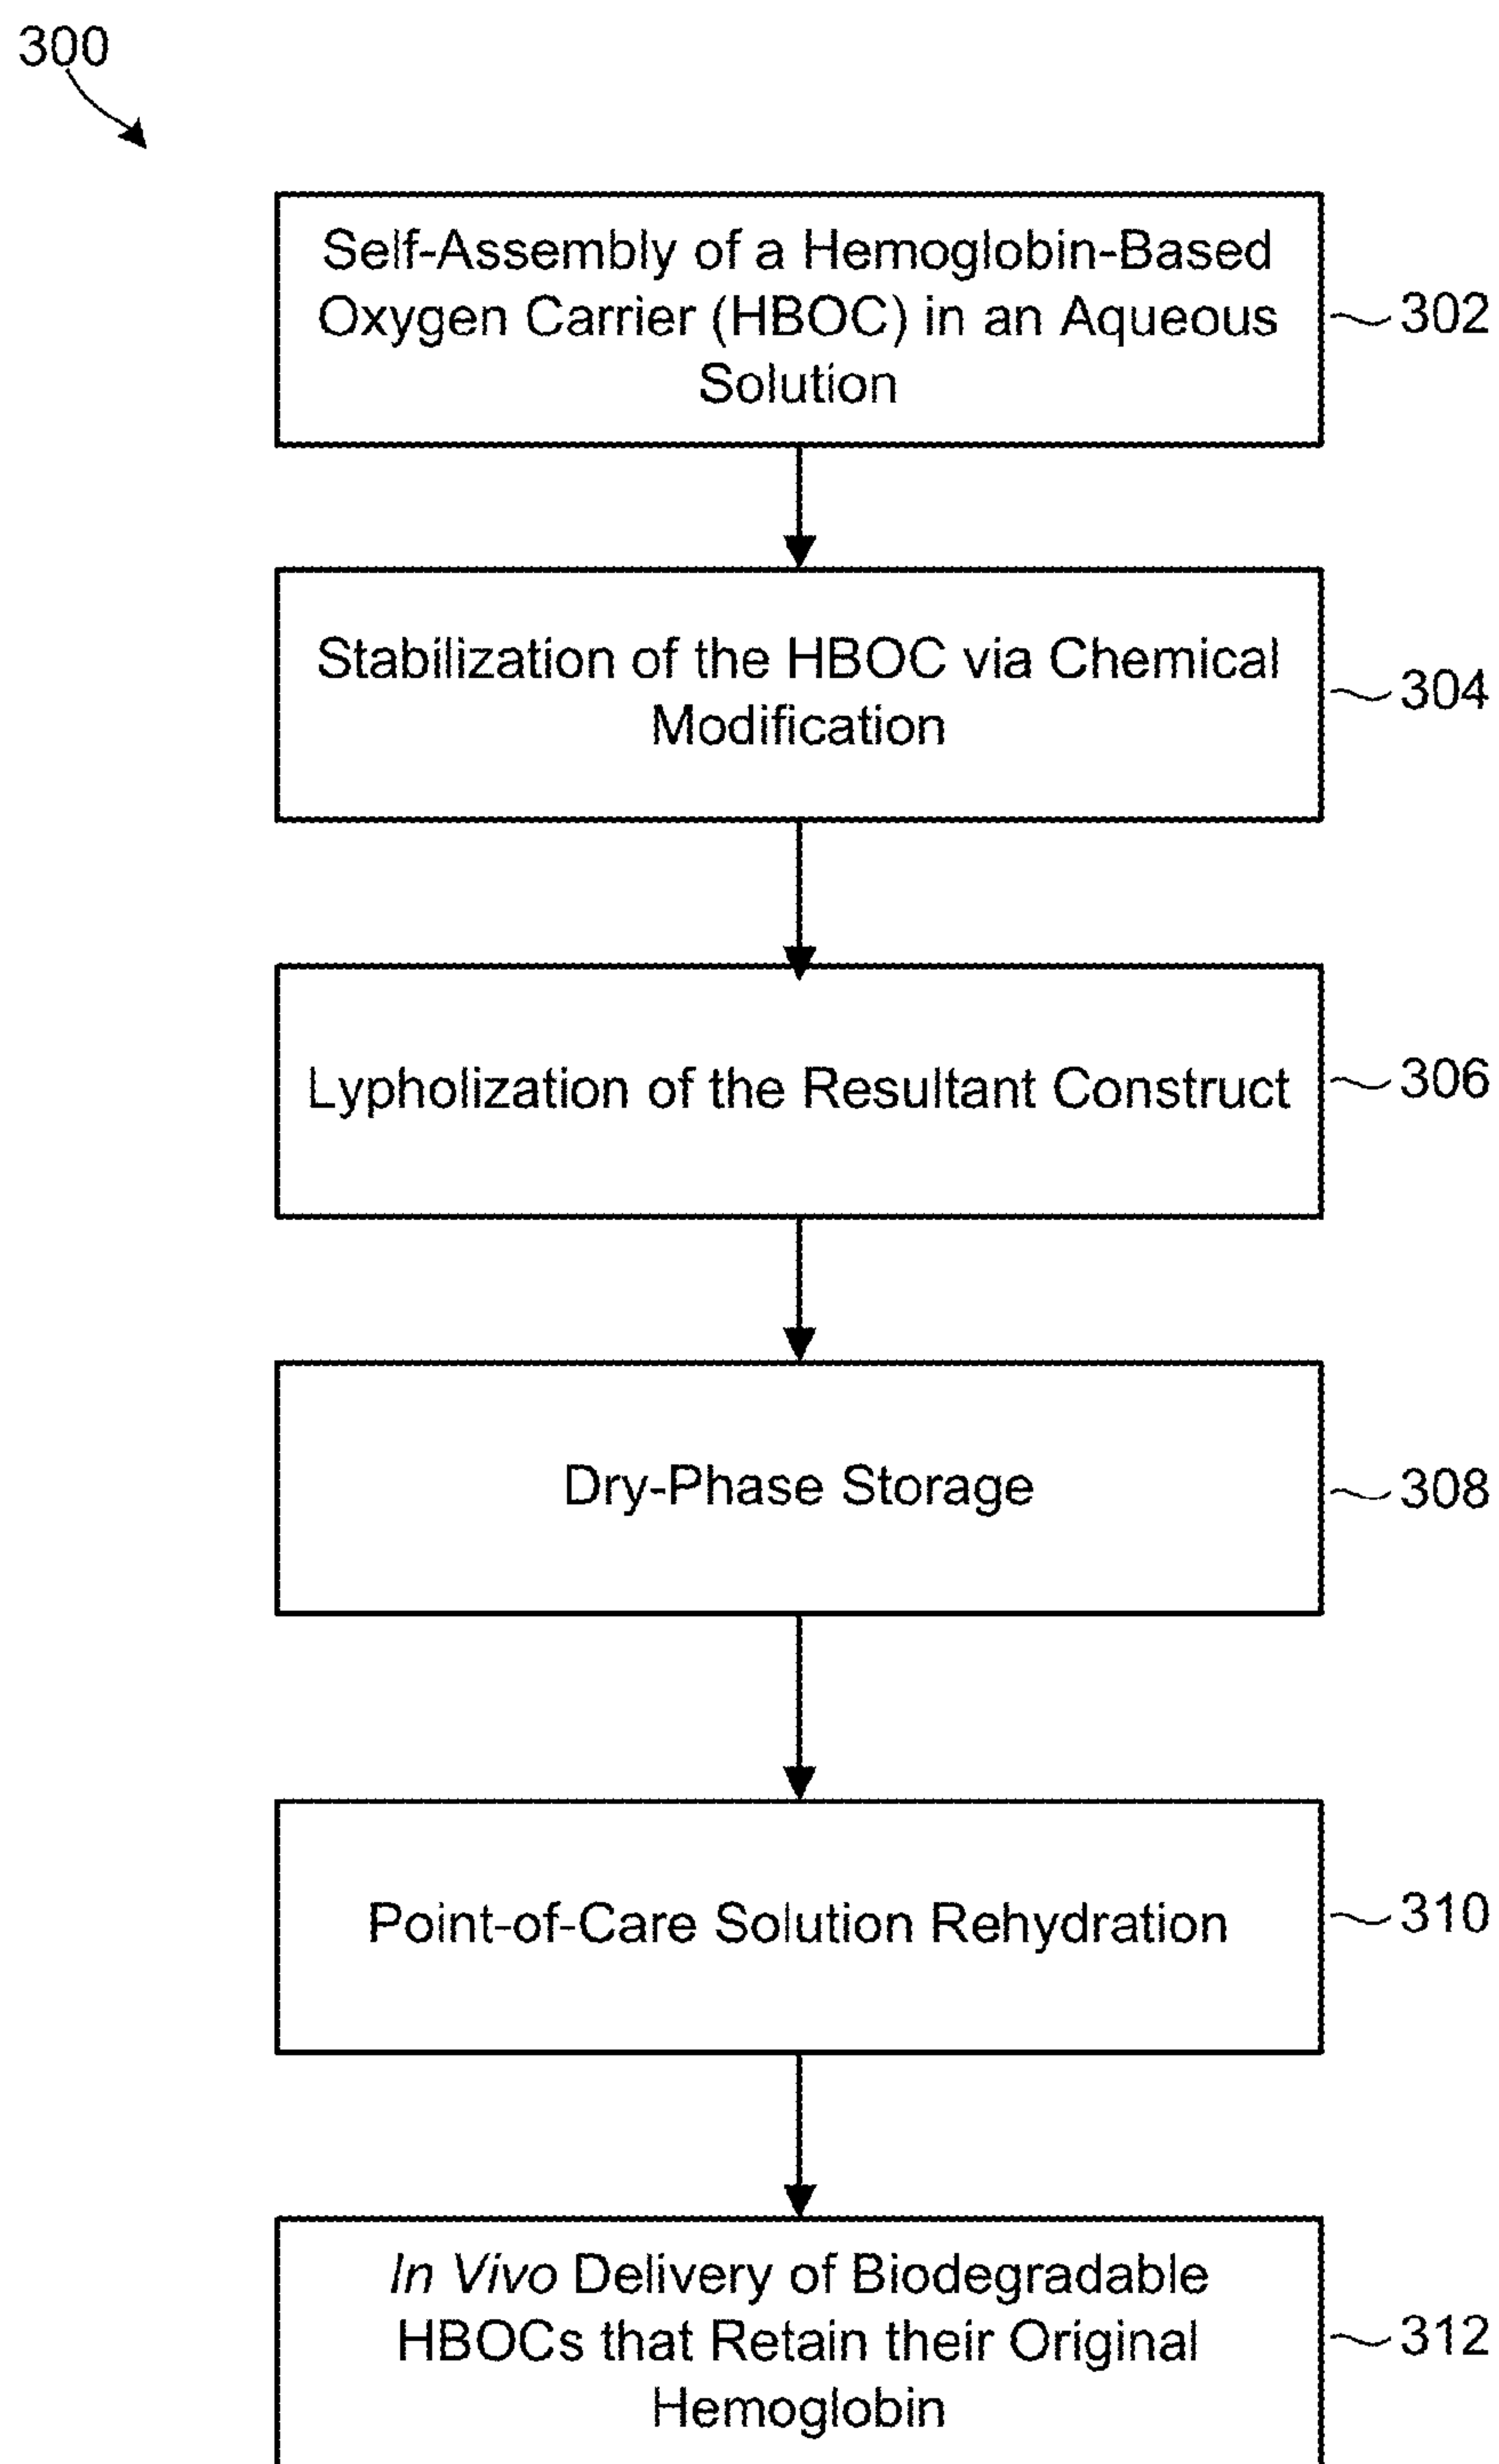 300
Self-Assembly of a Hemoglobin-Based
Oxygen Carrier (HBOC) in an Aqueous
Solution
302
Stabilization of the HBOC via Chemical
Modification
304
Lypholization of the Resultant Construct
306
Dry-Phase Storage
308
Point-of-Care Solution Rehydration
310
In Vivo Delivery of Biodegradable
HBOCs that Retain their Original
Hemoglobin
312